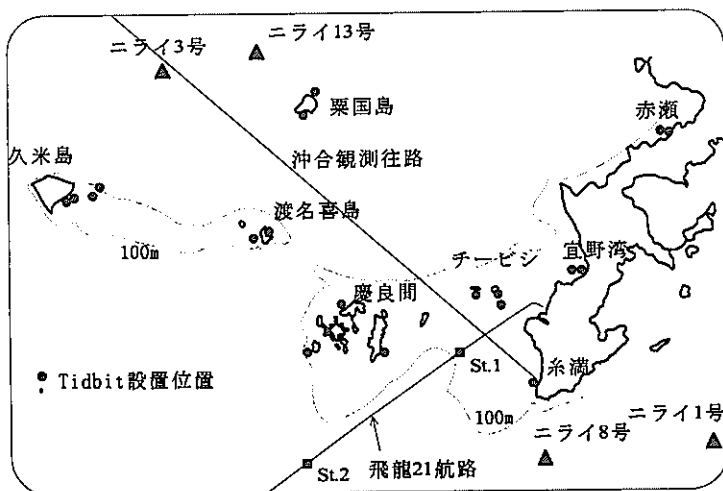 ニライ13号
ニライ3号
粟国島
赤瀬
沖合観測往路
久米島
渡名喜島
100m
チービシ
宜野湾
慶良間
St.1
糸満
Tidbit設置位置
100m
ニライ1号
ニライ8号
飛龍21航路
St.2